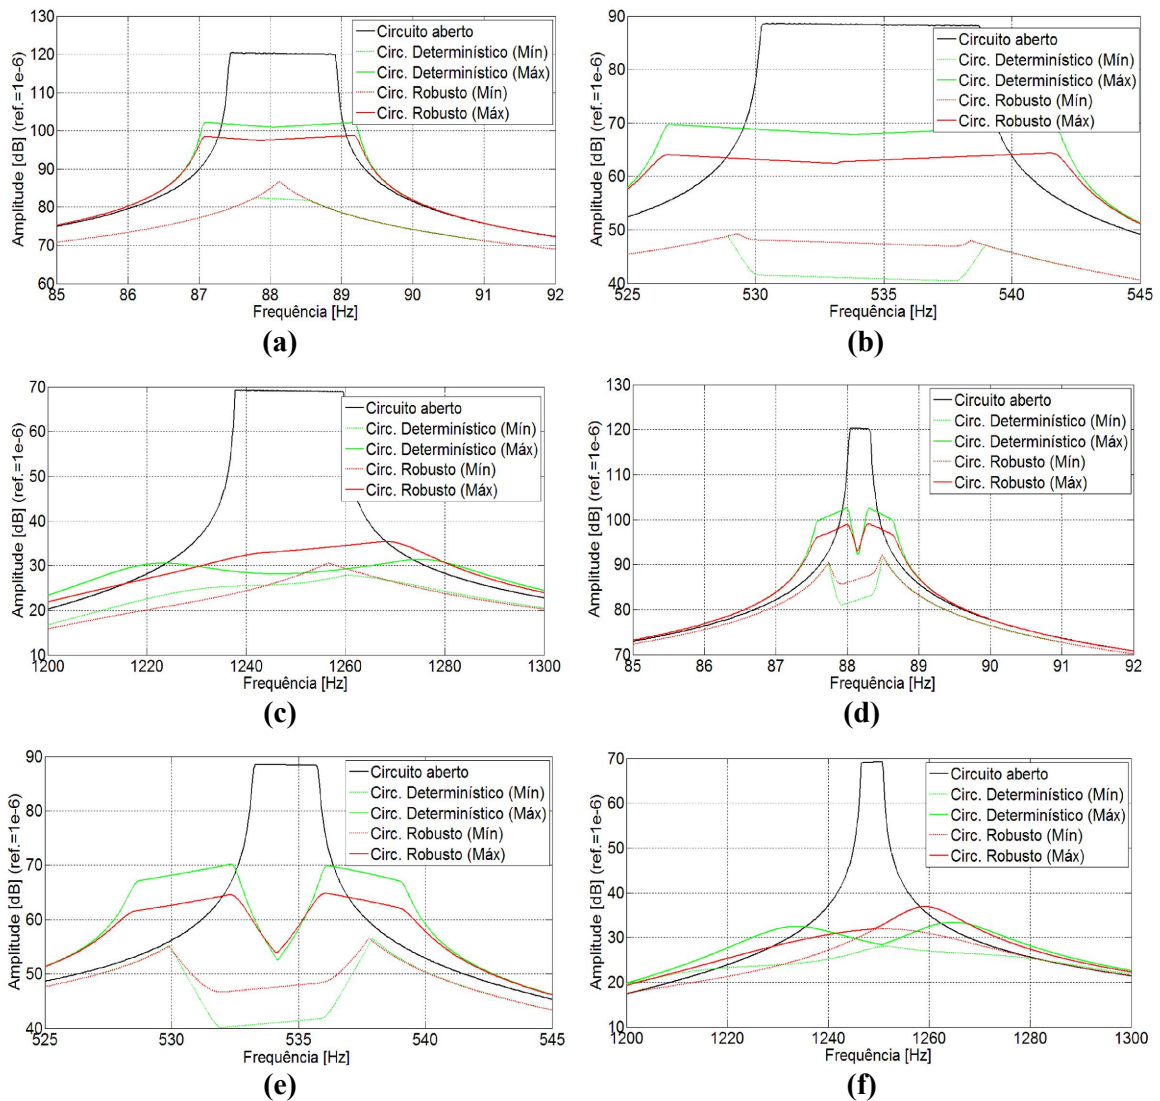 130
120
110
100
90
80
70
60
Amplitude [dB] (ref.=1e-6)
Circuito aberto
Circ. Determinístico (Mín)
Circ. Determinístico (Máx)
Circ. Robusto (Mín)
Circ. Robusto (Máx)
85 86 87 88 89 90 91 92
Frequência [Hz]
(a)
90
80
70
60
50
40
Amplitude [dB] (ref.=1e-6)
Circuito aberto
Circ. Determinístico (Mín)
Circ. Determinístico (Máx)
Circ. Robusto (Mín)
Circ. Robusto (Máx)
525 530 535 540 545
Frequência [Hz]
(b)
70
60
50
40
30
20
10
Amplitude [dB] (ref.=1e-6)
Circuito aberto
Circ. Determinístico (Mín)
Circ. Determinístico (Máx)
Circ. Robusto (Mín)
Circ. Robusto (Máx)
1200 1220 1240 1260 1280 1300
Frequência [Hz]
(c)
130
120
110
100
90
80
70
Amplitude [dB] (ref.=1e-6)
Circuito aberto
Circ. Determinístico (Mín)
Circ. Determinístico (Máx)
Circ. Robusto (Mín)
Circ. Robusto (Máx)
85 86 87 88 89 90 91 92
Frequência [Hz]
(d)
90
80
70
60
50
40
Amplitude [dB] (ref.=1e-6)
Circuito aberto
Circ. Determinístico (Mín)
Circ. Determinístico (Máx)
Circ. Robusto (Mín)
Circ. Robusto (Máx)
525 530 535 540 545
Frequência [Hz]
(e)
70
60
50
40
30
20
10
Amplitude [dB] (ref.=1e-6)
Circuito aberto
Circ. Determinístico (Mín)
Circ. Determinístico (Máx)
Circ. Robusto (Mín)
Circ. Robusto (Máx)
1200 1220 1240 1260 1280 1300
Frequência [Hz]
(f)